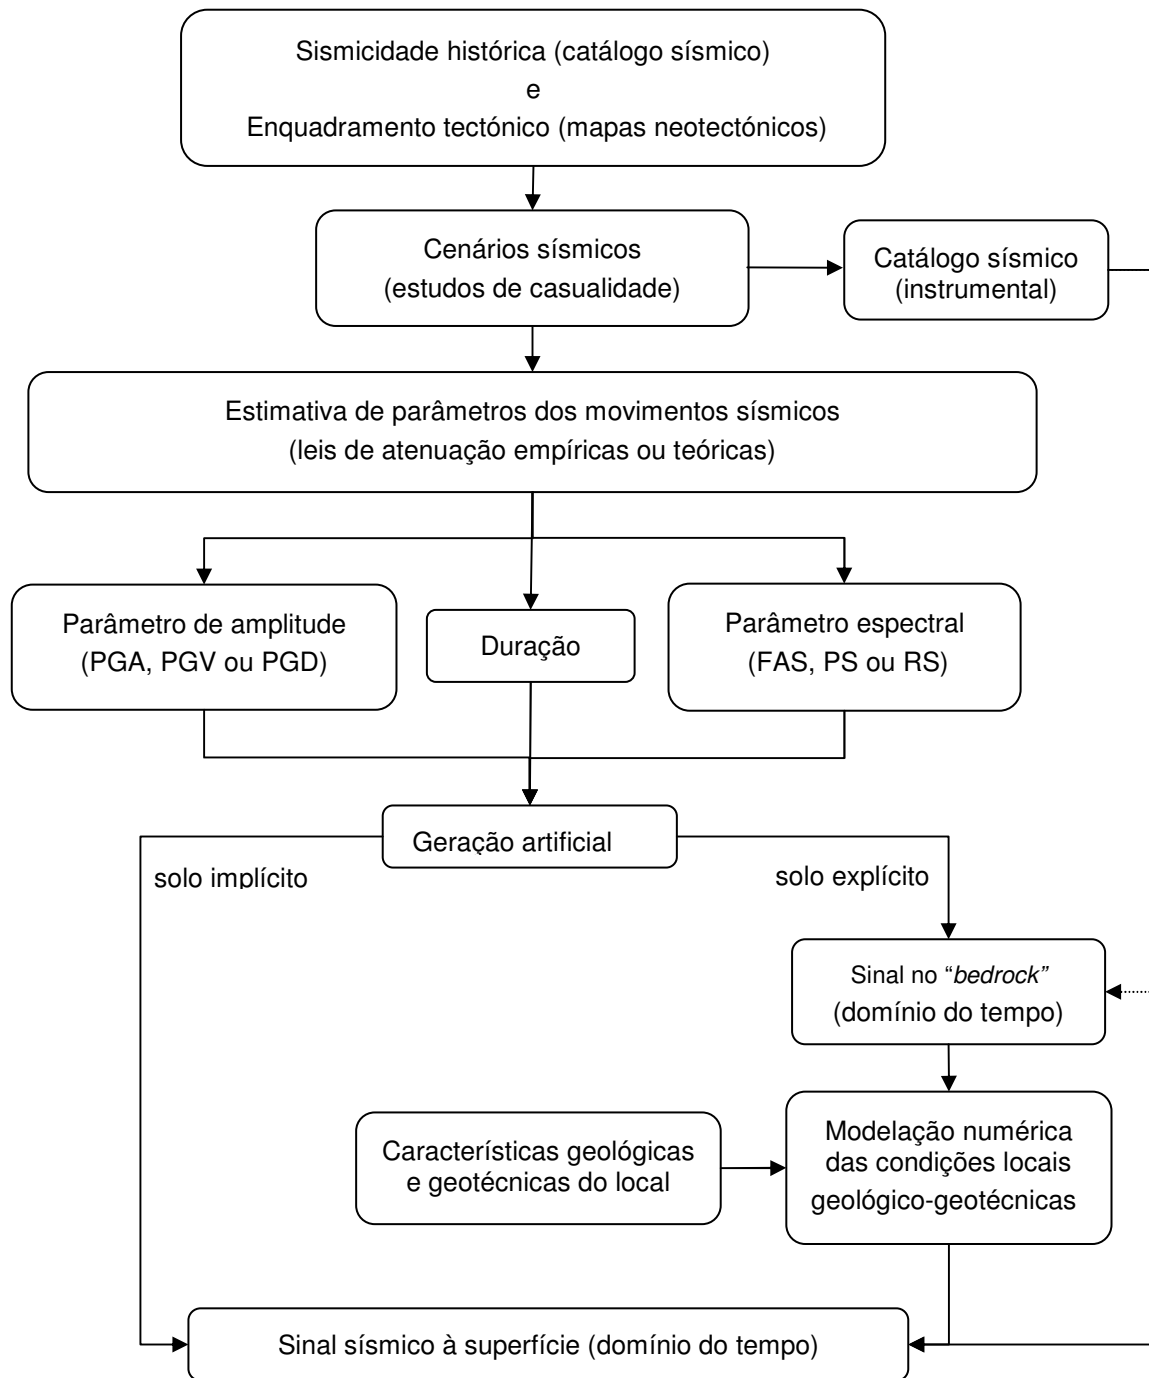 Sismicidade histórica (catálogo sísmico)
e
Enquadramento tectónico (mapas neotectónicos)
Cenários sísmicos
(estudos de casualidade)
Catálogo sísmico
(instrumental)
Estimativa de parâmetros dos movimentos sísmicos
(leis de atenuação empíricas ou teóricas)
Parâmetro de amplitude
(PGA, PGV ou PGD)
Duração
Parâmetro espectral
(FAS, PS ou RS)
Geração artificial
solo implícito
solo explícito
Sinal no “bedrock”
(domínio do tempo)
Características geológicas
e geotécnicas do local
Modelação numérica
das condições locais
geológico-geotécnicas
Sinal sísmico à superfície (domínio do tempo)